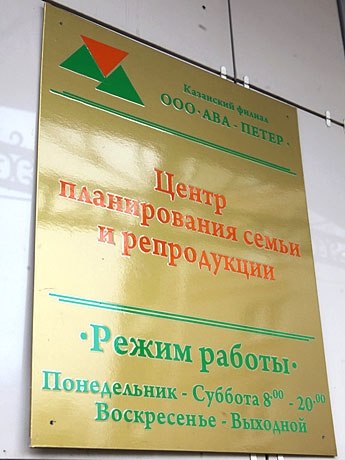 Казанский филиал
ООО·АВА - ПЕТЕР·
Центр
планирования семьи
и репродукции
·Режим работы·
Понедельник - Суббота 8⁰⁰ - 20⁰⁰
Воскресенье - Выходной